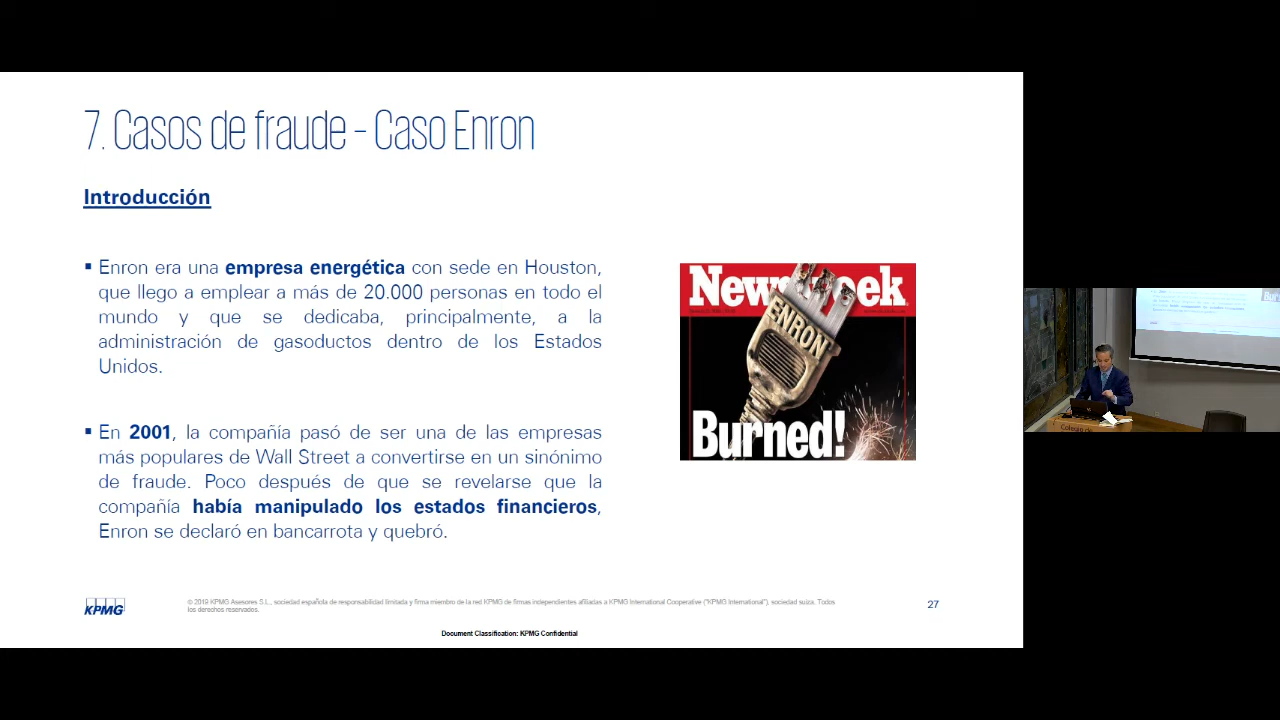 7. Casos de fraude - Caso Enron
Introducción
▪ Enron era una empresa energética con sede en Houston,
que llego a emplear a más de 20.000 personas en todo el
mundo y que se dedicaba, principalmente, a la
administración de gasoductos dentro de los Estados
Unidos.
▪ En 2001, la compañía pasó de ser una de las empresas
más populares de Wall Street a convertirse en un sinónimo
de fraude. Poco después de que se revelarse que la
compañía había manipulado los estados financieros,
Enron se declaró en bancarrota y quebró.
ENRON
Burned!
KPMG
© 2019 KPMG Asesores S.L., sociedad española de responsabilidad limitada y firma miembro de la red KPMG de firmas independientes afiliadas a KPMG International Cooperative ("KPMG International"), sociedad suiza. Todos
los derechos reservados.
27
Document Classification: KPMG Confidential
Colegio de